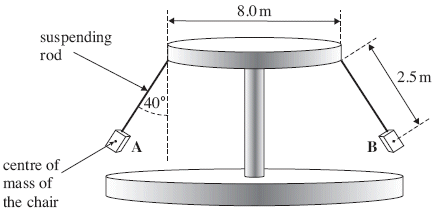 8.0 m
suspending
rod
2.5 m
40°
A
B
centre of
mass of
the chair